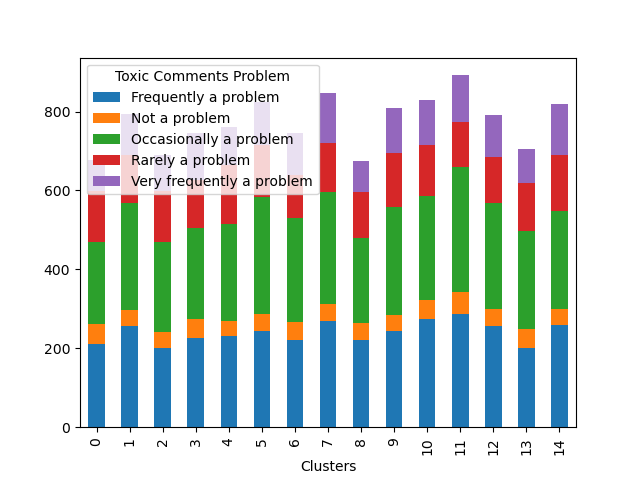 Toxic Comments Problem
Frequently a problem
Not a problem
Occasionally a problem
Rarely a problem
Very frequently a problem
800
600
400
200
0
0 1 2 3 4 5 6 7 8 9 10 11 12 13 14
Clusters